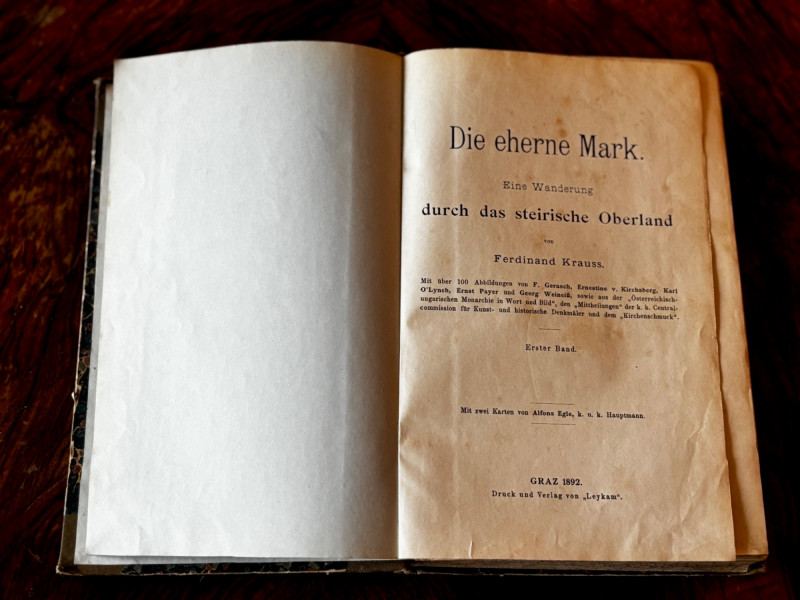 Die eherne Mark.
Eine Wanderung
durch das steirische Oberland
von
Ferdinand Krauss.
Mit über 100 Abbildungen von F. Gerasch, Ernestine v. Kirchsberg, Karl
O'Lynch, Ernst Payer und Georg Weineiß, sowie aus der „Österreichisch-
ungarischen Monarchie in Wort und Bild“, den „Mittheilungen“ der k. k. Central-
commission für Kunst- und historische Denkmäler und dem „Kirchenschmuck“.
Erster Band.
Mit zwei Karten von Alfons Egle, k. u. k. Hauptmann.
GRAZ 1892.
Druck und Verlag von „Leykam“.